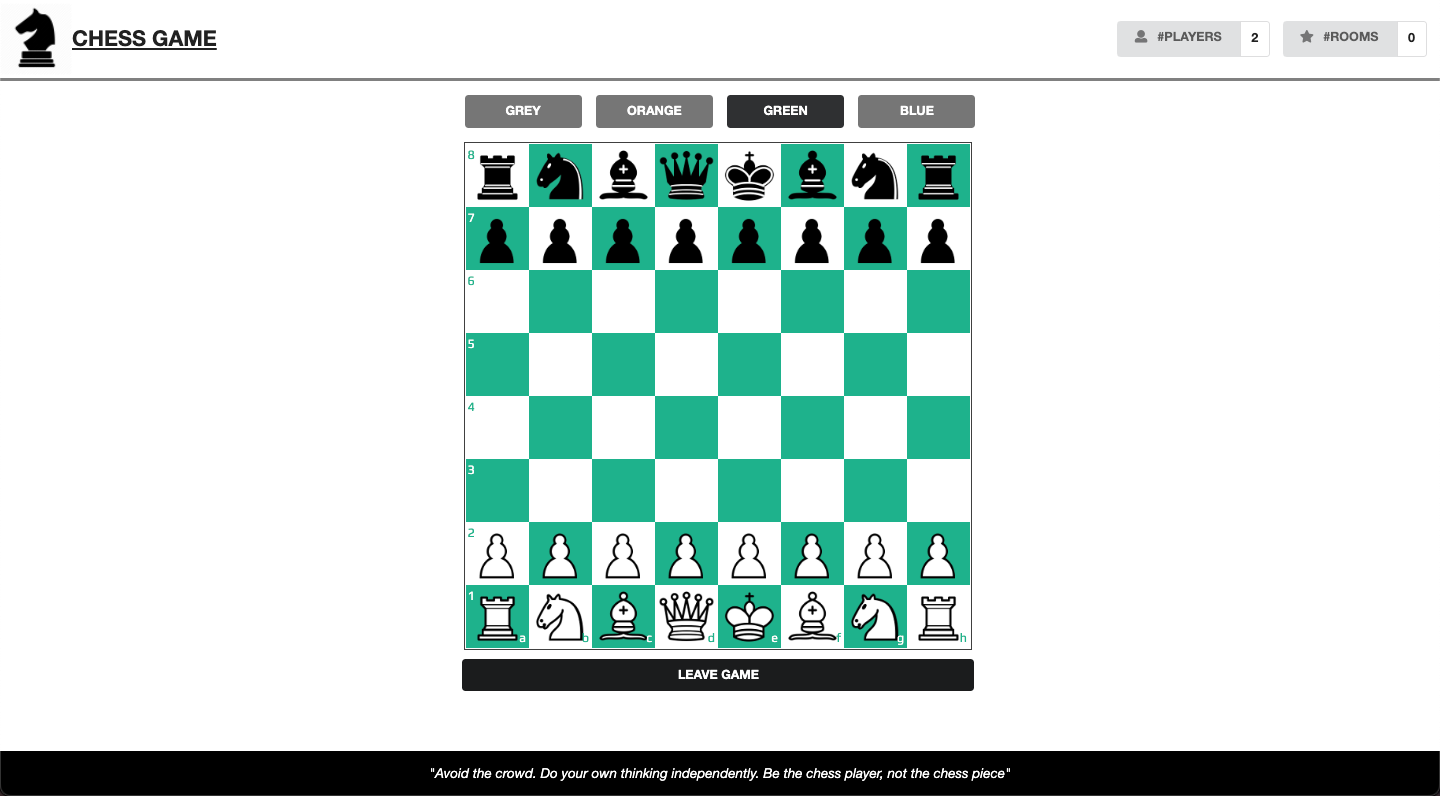 CHESS GAME
#PLAYERS 2 #ROOMS 0
GREY ORANGE GREEN BLUE
8
7
6
5
4
3
2
1
a b c d e f g h
LEAVE GAME
"Avoid the crowd. Do your own thinking independently. Be the chess player, not the chess piece"